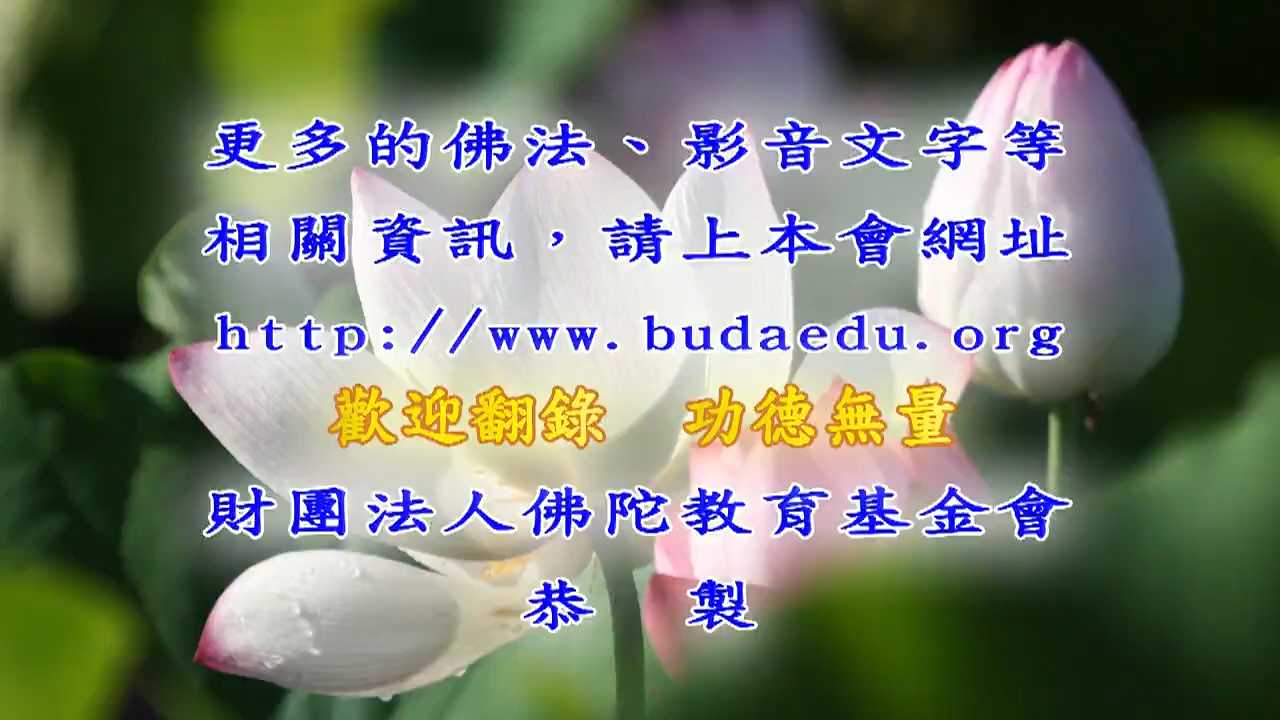 更多的佛法、影音文字等
相關資訊，請上本會網址
http://www.budaedu.org
歡迎翻錄　功德無量
財團法人佛陀教育基金會
恭　製